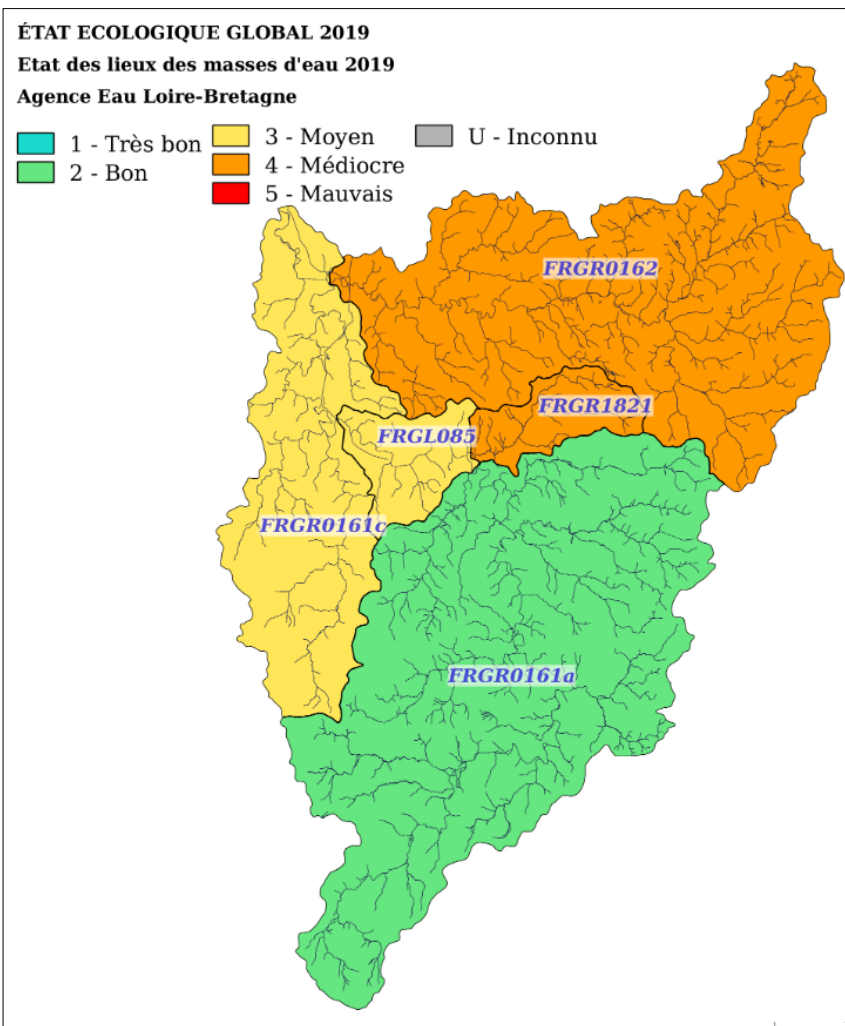 ÉTAT ECOLOGIQUE GLOBAL 2019
Etat des lieux des masses d'eau 2019
Agence Eau Loire-Bretagne
1 - Très bon
2 - Bon
3 - Moyen
4 - Médiocre
5 - Mauvais
U - Inconnu
FRGR0162
FRGR1821
FRGL085
FRGR0161c
FRGR0161a